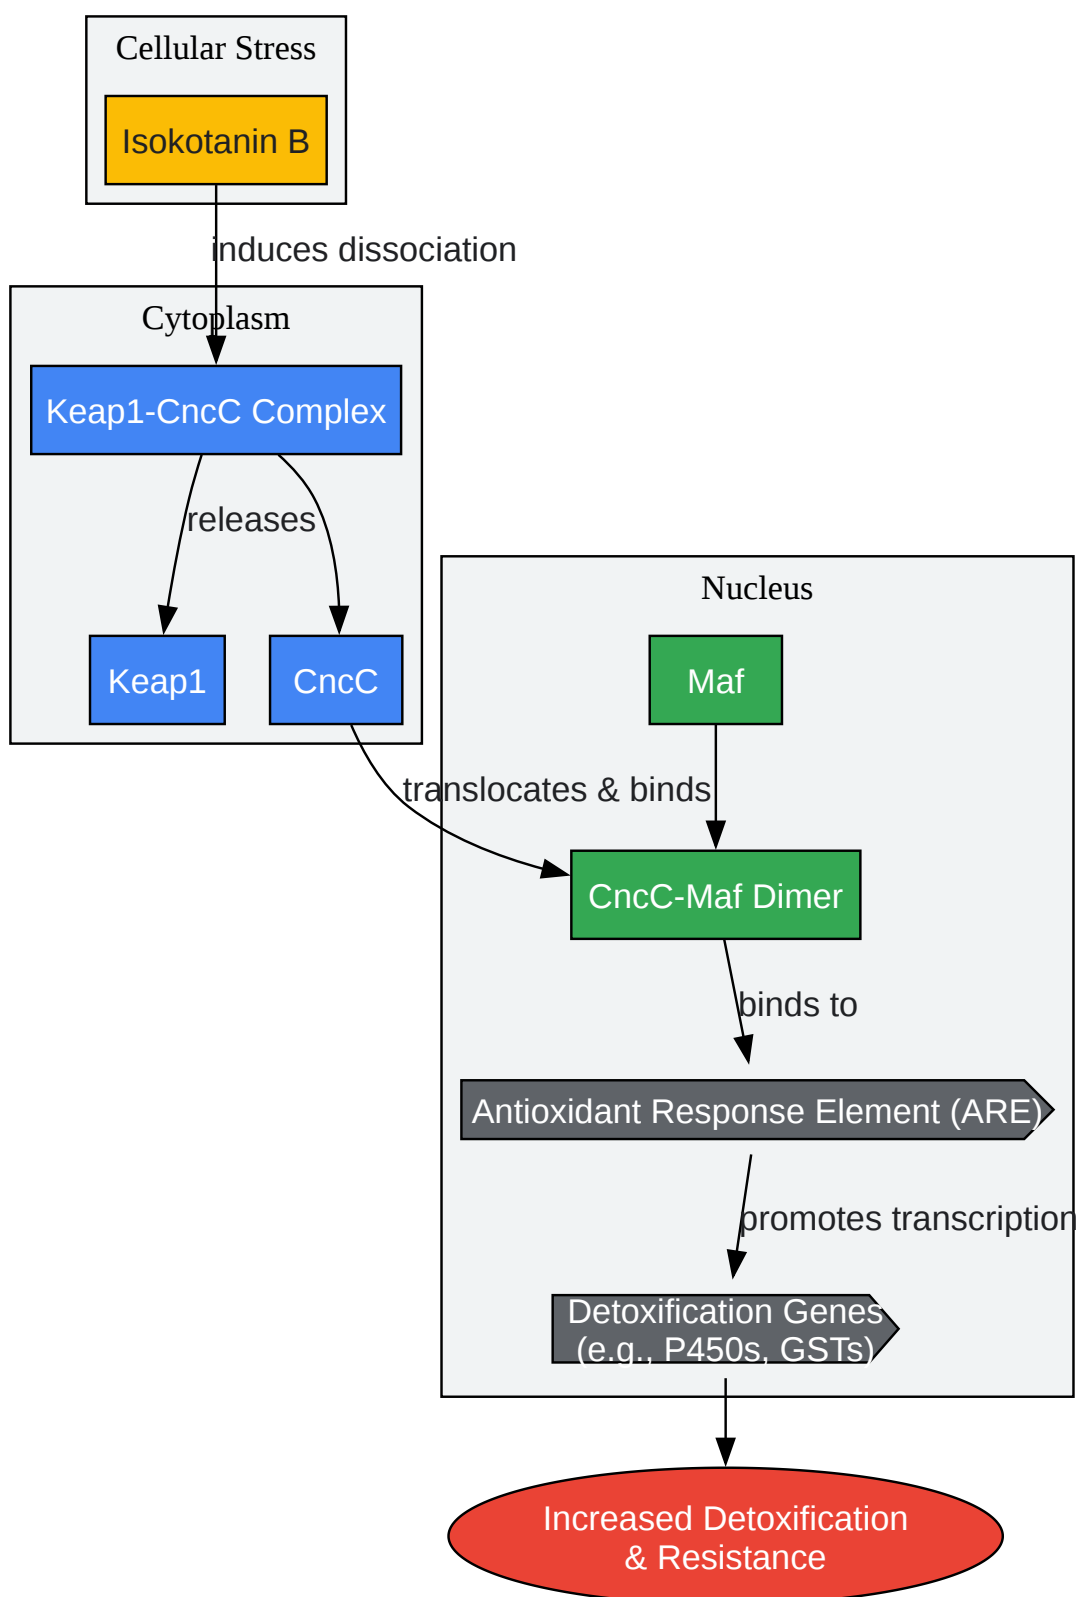 Cellular Stress
Isokotanin B
induces dissociation
Cytoplasm
Keap1-CncC Complex
releases
Keap1
CncC
Nucleus
Maf
translocates & binds
CncC-Maf Dimer
binds to
Antioxidant Response Element (ARE)
promotes transcription
Detoxification Genes
(e.g., P450s, GSTs)
Increased Detoxification
& Resistance